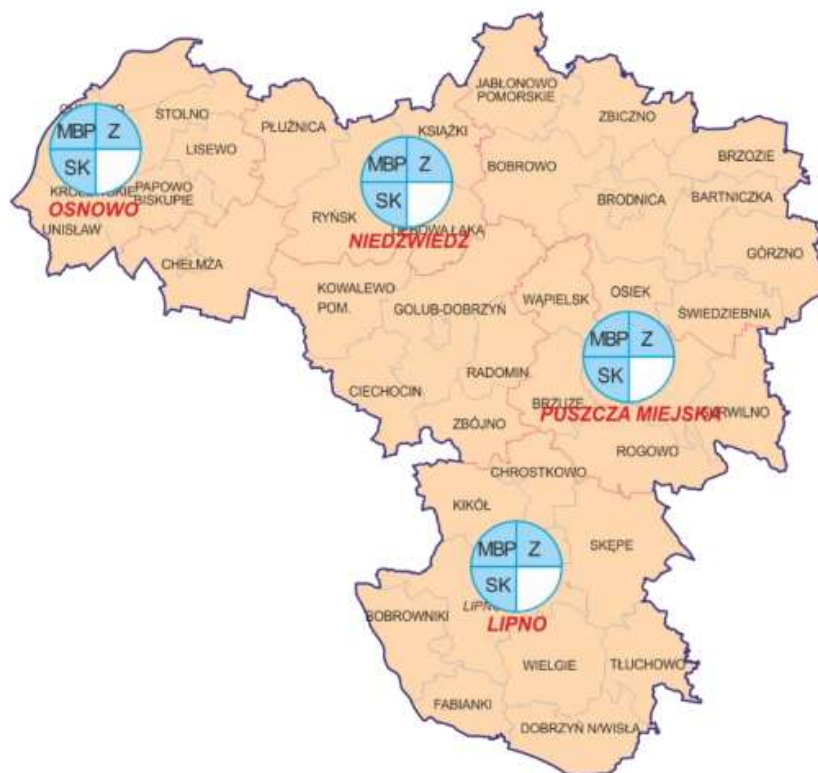 JABŁONOWO
POMORSKIE
STOLNO
ZBICZNO
PŁUŻNICA
KSIĄŻKI
MBP Z
LISEWO
BRZOZIE
SK
BOBROWO
MBP Z
PAPOWO
BISKUPIE
SK
BRODNICA
BARTNICZKA
OSNOWO
RYŃSK
UNISŁAW
NIEDZWIEDZ
GÓRZNO
CHEŁMŻA
KOWALEWO
POM.
GOLUB-DOBRZYŃ
WĄPIELSK
OSIEK
ŚWIEDZIEBNIA
MBP Z
RADOMIN
SK
CIECHOCIN
BRZUZE
PUSZCZA MIEJSKA
ZBÓJNO
ROGOWO
CHROSTKOWO
KIKÓŁ
MBP Z
SKĘPE
SK
BOBROWNIKI
LIPNO
WIELGIE
TŁUCHOWO
FABIANKI
DOBRZYŃ N/WISŁĄ